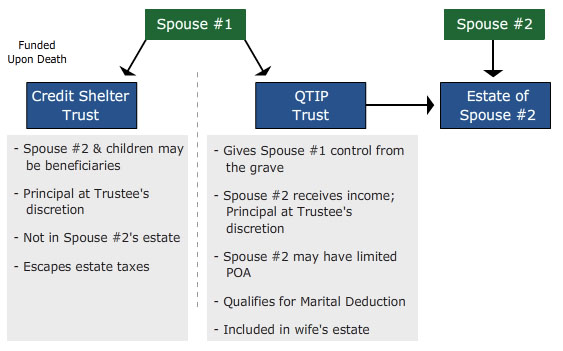 Spouse #1
Spouse #2
Funded
Upon Death
Credit Shelter
Trust
QTIP
Trust
Estate of
Spouse #2
- Spouse #2 & children may
be beneficiaries
- Principal at Trustee's
discretion
- Not in Spouse #2's estate
- Escapes estate taxes
- Gives Spouse #1 control from
the grave
- Spouse #2 receives income;
Principal at Trustee's
discretion
- Spouse #2 may have limited
POA
- Qualifies for Marital Deduction
- Included in wife's estate